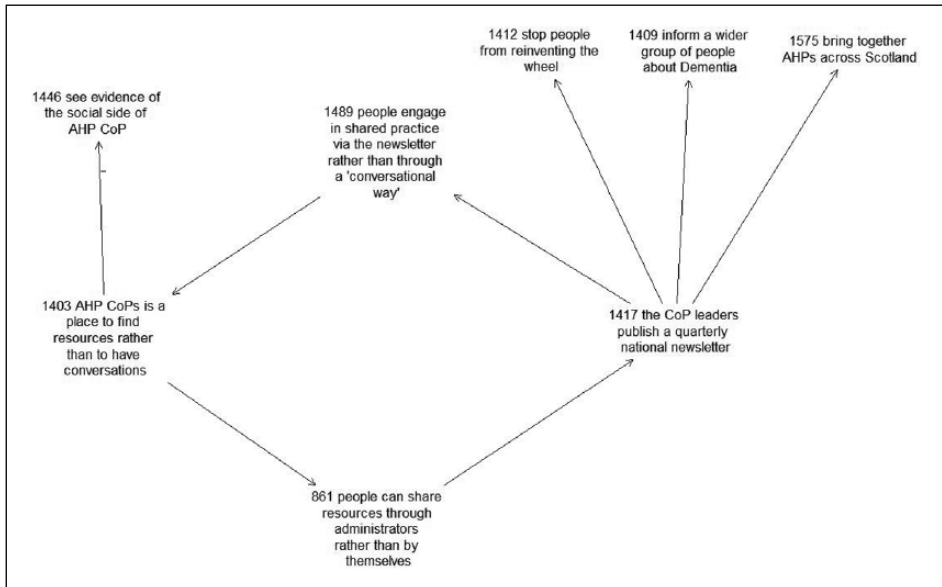 1412 stop people
from reinventing the
wheel
1409 inform a wider
group of people
about Dementia
1575 bring together
AHPs across Scotland
1446 see evidence of
the social side of
AHP CoP
1489 people engage
in shared practice
via the newsletter
rather than through
a 'conversational
way'
1403 AHP CoPs is a
place to find
resources rather
than to have
conversations
1417 the CoP leaders
publish a quarterly
national newsletter
861 people can share
resources through
administrators
rather than by
themselves